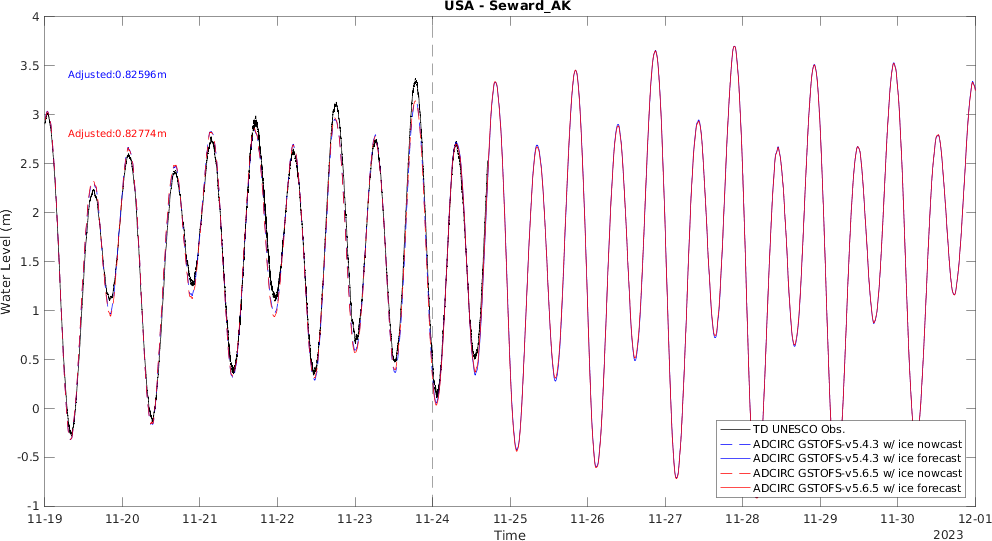 USA - Seward_AK
4
3.5
3
2.5
2
1.5
1
0.5
0
-0.5
-1
Water Level (m)
Adjusted:0.82596m
Adjusted:0.82774m
TD UNESCO Obs.
ADCIRC GSTOFS-v5.4.3 w/ ice nowcast
ADCIRC GSTOFS-v5.4.3 w/ ice forecast
ADCIRC GSTOFS-v5.6.5 w/ ice nowcast
ADCIRC GSTOFS-v5.6.5 w/ ice forecast
11-19 11-20 11-21 11-22 11-23 11-24 11-25 11-26 11-27 11-28 11-29 11-30 12-01
Time
2023